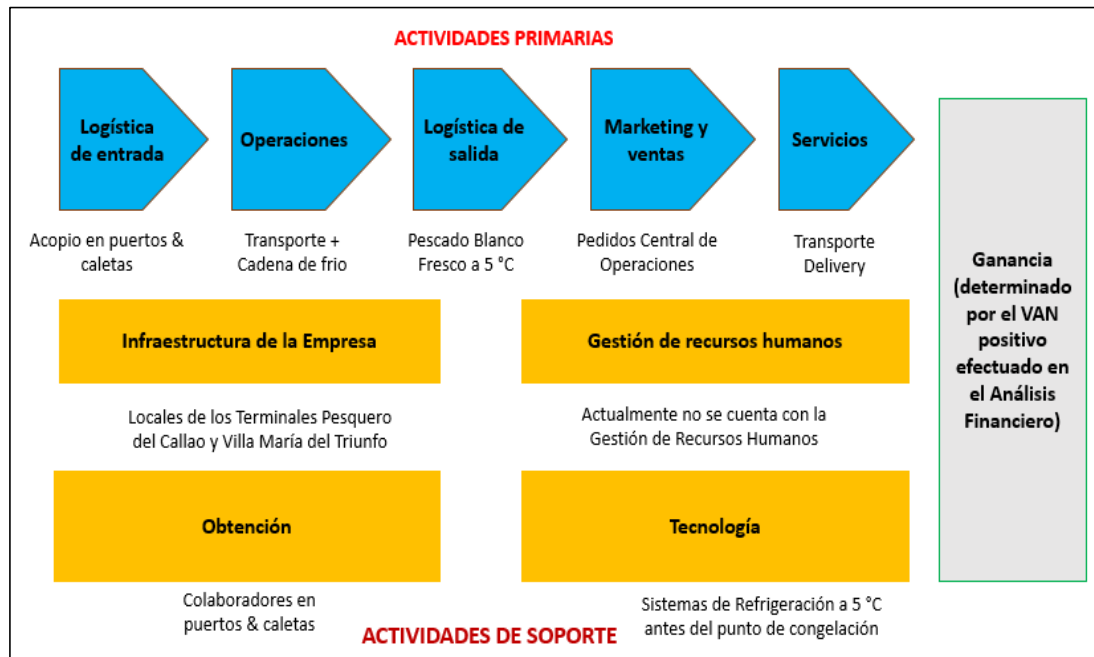 ACTIVIDADES PRIMARIAS
Logística
de entrada
Operaciones
Logística de
salida
Marketing y
ventas
Servicios
Acopio en puertos &
caletas
Transporte +
Cadena de frio
Pescado Blanco
Fresco a 5 °C
Pedidos Central de
Operaciones
Transporte
Delivery
Infraestructura de la Empresa
Gestión de recursos humanos
Locales de los Terminales Pesquero
del Callao y Villa María del Triunfo
Actualmente no se cuenta con la
Gestión de Recursos Humanos
Obtención
Tecnología
Colaboradores en
puertos & caletas
Sistemas de Refrigeración a 5 °C
antes del punto de congelación
ACTIVIDADES DE SOPORTE
Ganancia
(determinado
por el VAN
positivo
efectuado en
el Análisis
Financiero)